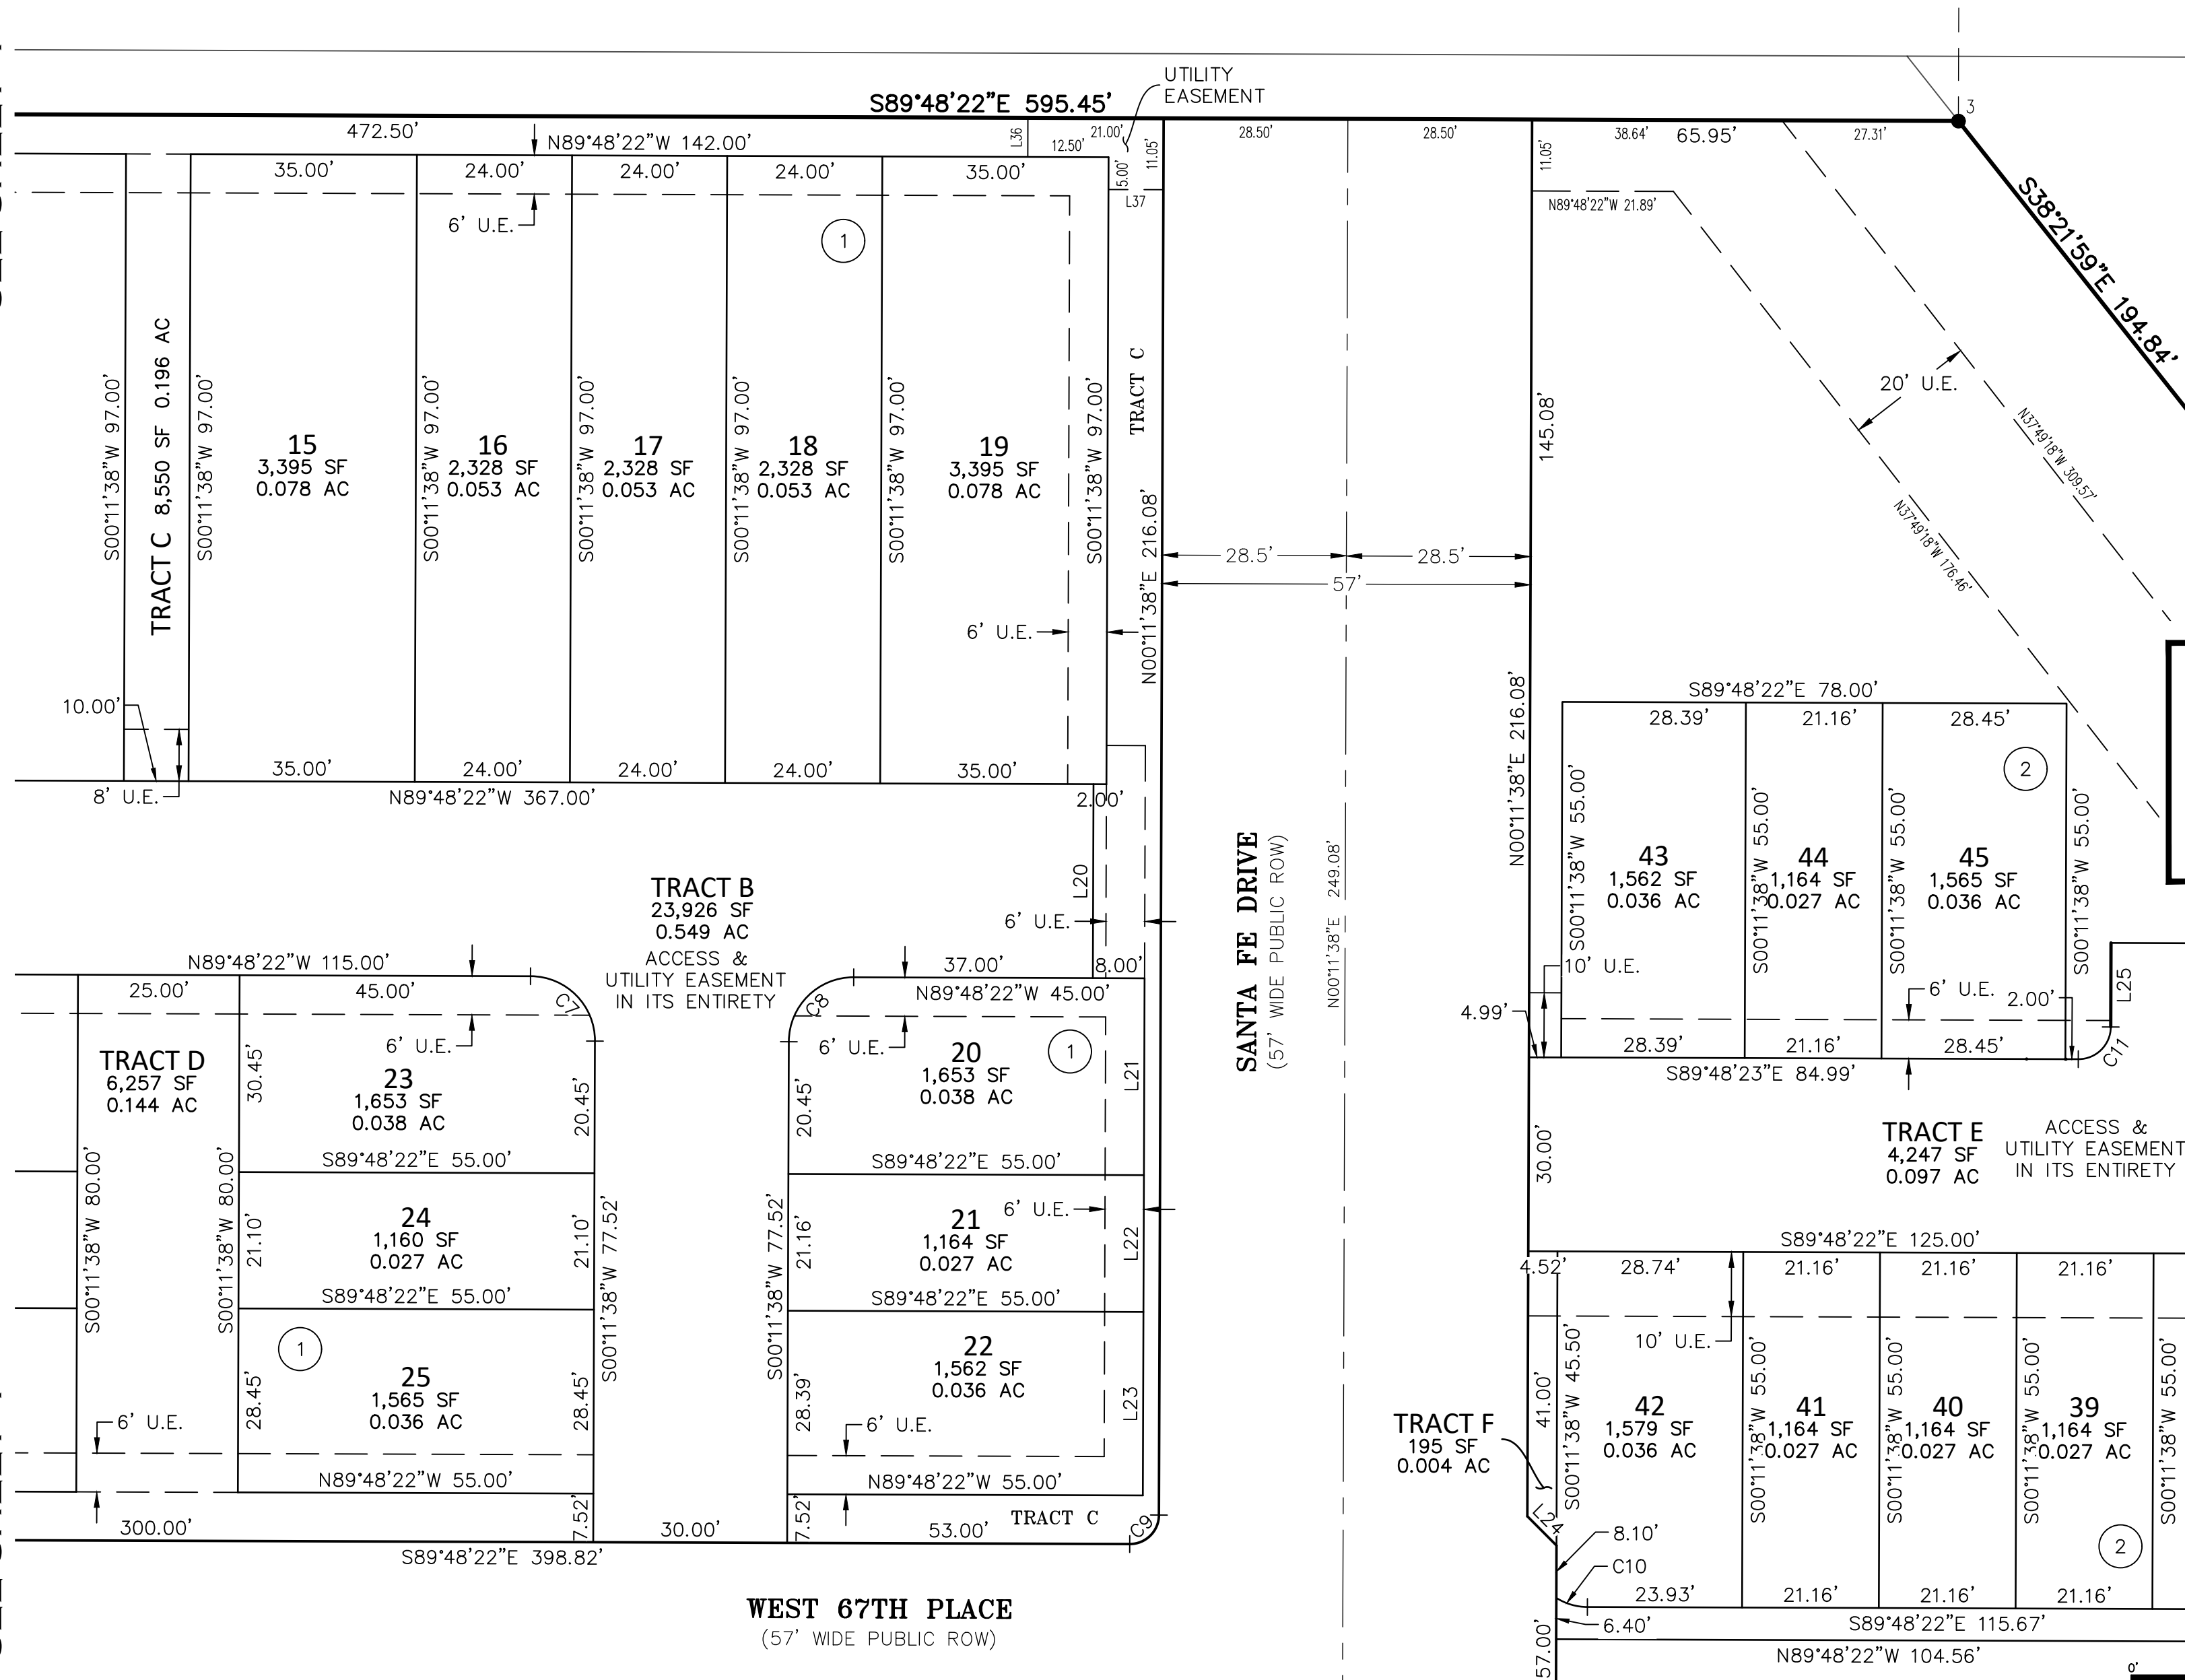 UTILITY
EASEMENT
S89°48'22"E 595.45'
3
472.50'
N89°48'22"W 142.00'
L36
21.00'
12.50'
5.00'
11.05'
L37
28.50'
28.50'
11.05'
38.64'
65.95'
27.31'
N89°48'22"W 21.89'
S38°21'59"E 194.84'
35.00'
24.00'
24.00'
24.00'
35.00'
6' U.E.
1
TRACT C 8,550 SF 0.196 AC
S00°11'38"W 97.00'
S00°11'38"W 97.00'
S00°11'38"W 97.00'
S00°11'38"W 97.00'
S00°11'38"W 97.00'
S00°11'38"W 97.00'
S00°11'38"W 97.00'
15
3,395 SF
0.078 AC
16
2,328 SF
0.053 AC
17
2,328 SF
0.053 AC
18
2,328 SF
0.053 AC
19
3,395 SF
0.078 AC
TRACT C
N00°11'38"E 216.08'
6' U.E.
28.5'
28.5'
57'
145.08'
20' U.E.
N37°49'18"W 309.57'
N37°49'18"W 176.46'
10.00'
8' U.E.
35.00'
24.00'
24.00'
24.00'
35.00'
N89°48'22"W 367.00'
2.00'
L20
TRACT B
23,926 SF
0.549 AC
ACCESS &
UTILITY EASEMENT
IN ITS ENTIRETY
6' U.E.
SANTA FE DRIVE
(57' WIDE PUBLIC ROW)
N00°11'38"E 249.08'
N00°11'38"E 216.08'
S89°48'22"E 78.00'
28.39'
21.16'
28.45'
2
S00°11'38"W 55.00'
S00°11'38"W 55.00'
S00°11'38"W 55.00'
S00°11'38"W 55.00'
43
1,562 SF
0.036 AC
44
1,164 SF
0.027 AC
45
1,565 SF
0.036 AC
10' U.E.
4.99'
6' U.E.
2.00'
L25
C11
28.39'
21.16'
28.45'
S89°48'23"E 84.99'
N89°48'22"W 115.00'
25.00'
45.00'
C7
6' U.E.
C8
37.00'
8.00'
N89°48'22"W 45.00'
6' U.E.
TRACT D
6,257 SF
0.144 AC
30.45'
23
1,653 SF
0.038 AC
20.45'
20.45'
20
1,653 SF
0.038 AC
1
L21
S89°48'22"E 55.00'
S89°48'22"E 55.00'
S00°11'38"W 80.00'
S00°11'38"W 80.00'
21.10'
24
1,160 SF
0.027 AC
21.10'
S00°11'38"W 77.52'
S00°11'38"W 77.52'
21.16'
21
1,164 SF
0.027 AC
6' U.E.
L22
S89°48'22"E 55.00'
S89°48'22"E 55.00'
1
28.45'
25
1,565 SF
0.036 AC
28.45'
28.39'
22
1,562 SF
0.036 AC
L23
6' U.E.
6' U.E.
N89°48'22"W 55.00'
N89°48'22"W 55.00'
300.00'
7.52'
30.00'
7.52'
53.00'
TRACT C
C9
S89°48'22"E 398.82'
WEST 67TH PLACE
(57' WIDE PUBLIC ROW)
30.00'
TRACT E
4,247 SF
0.097 AC
ACCESS &
UTILITY EASEMENT
IN ITS ENTIRETY
S89°48'22"E 125.00'
4.52'
28.74'
21.16'
21.16'
21.16'
10' U.E.
41.00'
S00°11'38"W 45.50'
S00°11'38"W 55.00'
S00°11'38"W 55.00'
S00°11'38"W 55.00'
S00°11'38"W 55.00'
42
1,579 SF
0.036 AC
41
1,164 SF
0.027 AC
40
1,164 SF
0.027 AC
39
1,164 SF
0.027 AC
TRACT F
195 SF
0.004 AC
L24
8.10'
C10
2
23.93'
21.16'
21.16'
21.16'
6.40'
S89°48'22"E 115.67'
57.00'
N89°48'22"W 104.56'
0'